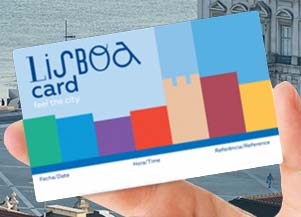 LISBOA
card
feel the city
Fecha/Date
Hora/Time
Referência/Reference